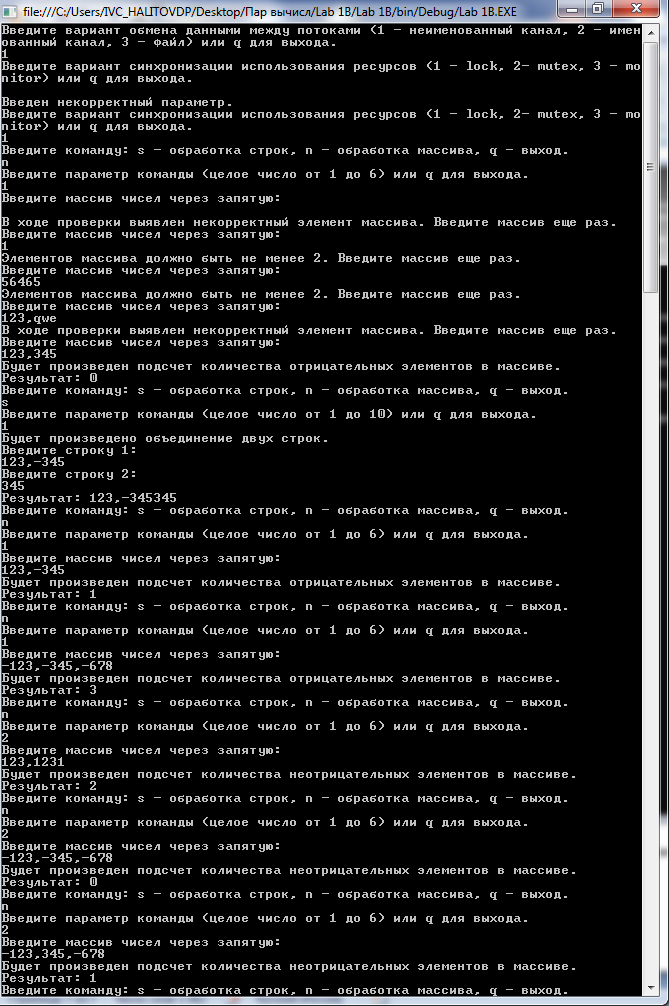 file:///C:/Users/IVC_HALITOVDP/Desktop/Пар вычисл/Lab 1B/Lab 1B/bin/Debug/Lab 1B.EXE
Введите вариант обмена данными между потоками (1 - неименованный канал, 2 - имен
ованный канал, 3 - файл) или q для выхода.
1
Введите вариант синхронизации использования ресурсов (1 - lock, 2- mutex, 3 - mo
nitor) или q для выхода.

Введен некорректный параметр.
Введите вариант синхронизации использования ресурсов (1 - lock, 2- mutex, 3 - mo
nitor) или q для выхода.
1
Введите команду: s - обработка строк, n - обработка массива, q - выход.
n
Введите параметр команды (целое число от 1 до 6) или q для выхода.
1
Введите массив чисел через запятую:

В ходе проверки выявлен некорректный элемент массива. Введите массив еще раз.
Введите массив чисел через запятую:
1
Элементов массива должно быть не менее 2. Введите массив еще раз.
Введите массив чисел через запятую:
56465
Элементов массива должно быть не менее 2. Введите массив еще раз.
Введите массив чисел через запятую:
123,qwe
В ходе проверки выявлен некорректный элемент массива. Введите массив еще раз.
Введите массив чисел через запятую:
123,345
Будет произведен подсчет количества отрицательных элементов в массиве.
Результат: 0
Введите команду: s - обработка строк, n - обработка массива, q - выход.
s
Введите параметр команды (целое число от 1 до 10) или q для выхода.
1
Будет произведено объединение двух строк.
Введите строку 1:
123,-345
Введите строку 2:
345
Результат: 123,-345345
Введите команду: s - обработка строк, n - обработка массива, q - выход.
n
Введите параметр команды (целое число от 1 до 6) или q для выхода.
1
Введите массив чисел через запятую:
123,-345
Будет произведен подсчет количества отрицательных элементов в массиве.
Результат: 1
Введите команду: s - обработка строк, n - обработка массива, q - выход.
n
Введите параметр команды (целое число от 1 до 6) или q для выхода.
1
Введите массив чисел через запятую:
-123,-345,-678
Будет произведен подсчет количества отрицательных элементов в массиве.
Результат: 3
Введите команду: s - обработка строк, n - обработка массива, q - выход.
n
Введите параметр команды (целое число от 1 до 6) или q для выхода.
2
Введите массив чисел через запятую:
123,1231
Будет произведен подсчет количества неотрицательных элементов в массиве.
Результат: 2
Введите команду: s - обработка строк, n - обработка массива, q - выход.
n
Введите параметр команды (целое число от 1 до 6) или q для выхода.
2
Введите массив чисел через запятую:
-123,-345,-678
Будет произведен подсчет количества неотрицательных элементов в массиве.
Результат: 0
Введите команду: s - обработка строк, n - обработка массива, q - выход.
n
Введите параметр команды (целое число от 1 до 6) или q для выхода.
2
Введите массив чисел через запятую:
-123,345,-678
Будет произведен подсчет количества неотрицательных элементов в массиве.
Результат: 1
Введите команду: s - обработка строк, n - обработка массива, q - выход.